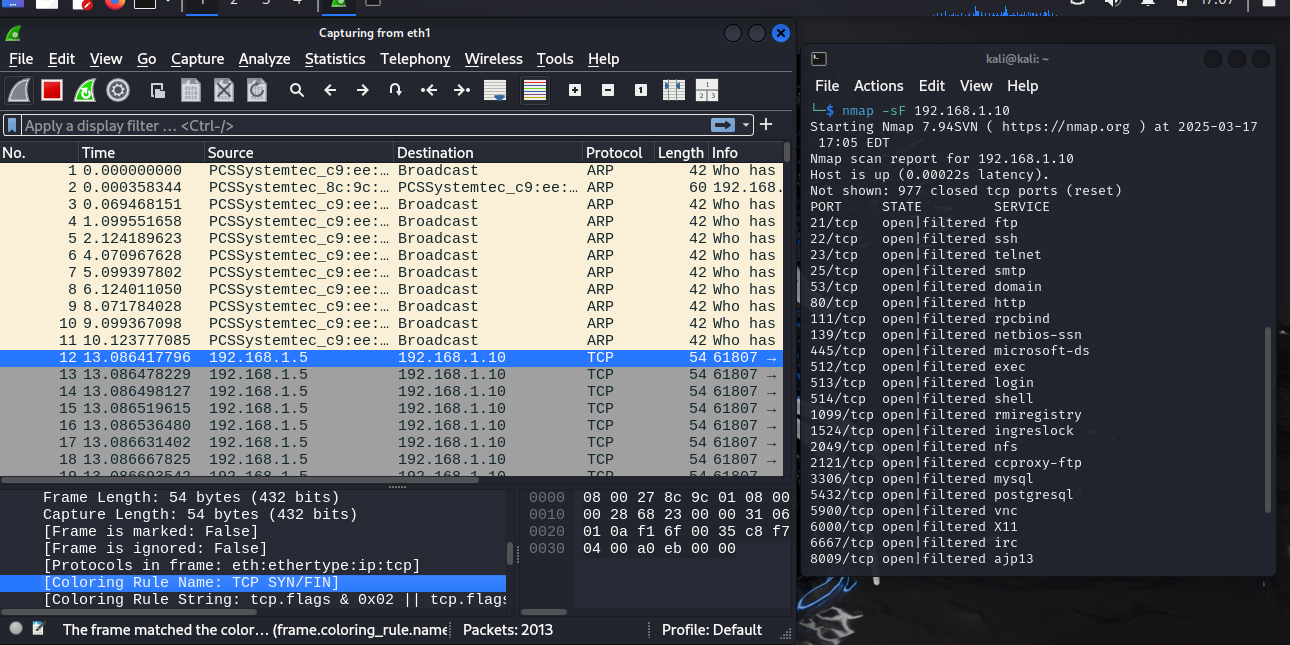 1 2 3 4 17:07
Capturing from eth1
File Edit View Go Capture Analyze Statistics Telephony Wireless Tools Help
Apply a display filter ... <Ctrl-/>
No. Time Source Destination Protocol Length Info
1 0.000000000 PCSSystemtec_c9:ee:… Broadcast ARP 42 Who has
2 0.000358344 PCSSystemtec_8c:9c:… PCSSystemtec_c9:ee:… ARP 60 192.168.
3 0.069468151 PCSSystemtec_c9:ee:… Broadcast ARP 42 Who has
4 1.099551658 PCSSystemtec_c9:ee:… Broadcast ARP 42 Who has
5 2.124189623 PCSSystemtec_c9:ee:… Broadcast ARP 42 Who has
6 4.070967628 PCSSystemtec_c9:ee:… Broadcast ARP 42 Who has
7 5.099397802 PCSSystemtec_c9:ee:… Broadcast ARP 42 Who has
8 6.124011050 PCSSystemtec_c9:ee:… Broadcast ARP 42 Who has
9 8.071784028 PCSSystemtec_c9:ee:… Broadcast ARP 42 Who has
10 9.099367098 PCSSystemtec_c9:ee:… Broadcast ARP 42 Who has
11 10.123777085 PCSSystemtec_c9:ee:… Broadcast ARP 42 Who has
12 13.086417796 192.168.1.5 192.168.1.10 TCP 54 61807 →
13 13.086478229 192.168.1.5 192.168.1.10 TCP 54 61807 →
14 13.086498127 192.168.1.5 192.168.1.10 TCP 54 61807 →
15 13.086519615 192.168.1.5 192.168.1.10 TCP 54 61807 →
16 13.086536480 192.168.1.5 192.168.1.10 TCP 54 61807 →
17 13.086631402 192.168.1.5 192.168.1.10 TCP 54 61807 →
18 13.086667825 192.168.1.5 192.168.1.10 TCP 54 61807 →
19 13.086693542 192.168.1.5 192.168.1.10 TCP 54 61807 →
Frame Length: 54 bytes (432 bits)
Capture Length: 54 bytes (432 bits)
[Frame is marked: False]
[Frame is ignored: False]
[Protocols in frame: eth:ethertype:ip:tcp]
[Coloring Rule Name: TCP SYN/FIN]
[Coloring Rule String: tcp.flags & 0x02 || tcp.flags
0000 08 00 27 8c 9c 01 08 00
0010 00 28 68 23 00 00 31 06
0020 01 0a f1 6f 00 35 c8 f7
0030 04 00 a0 eb 00 00
The frame matched the color… (frame.coloring_rule.name
Packets: 2013
Profile: Default
kali@kali: ~
File Actions Edit View Help
└─$ nmap -sF 192.168.1.10
Starting Nmap 7.94SVN ( https://nmap.org ) at 2025-03-17
17:05 EDT
Nmap scan report for 192.168.1.10
Host is up (0.00022s latency).
Not shown: 977 closed tcp ports (reset)
PORT STATE SERVICE
21/tcp open|filtered ftp
22/tcp open|filtered ssh
23/tcp open|filtered telnet
25/tcp open|filtered smtp
53/tcp open|filtered domain
80/tcp open|filtered http
111/tcp open|filtered rpcbind
139/tcp open|filtered netbios-ssn
445/tcp open|filtered microsoft-ds
512/tcp open|filtered exec
513/tcp open|filtered login
514/tcp open|filtered shell
1099/tcp open|filtered rmiregistry
1524/tcp open|filtered ingreslock
2049/tcp open|filtered nfs
2121/tcp open|filtered ccproxy-ftp
3306/tcp open|filtered mysql
5432/tcp open|filtered postgresql
5900/tcp open|filtered vnc
6000/tcp open|filtered X11
6667/tcp open|filtered irc
8009/tcp open|filtered ajp13